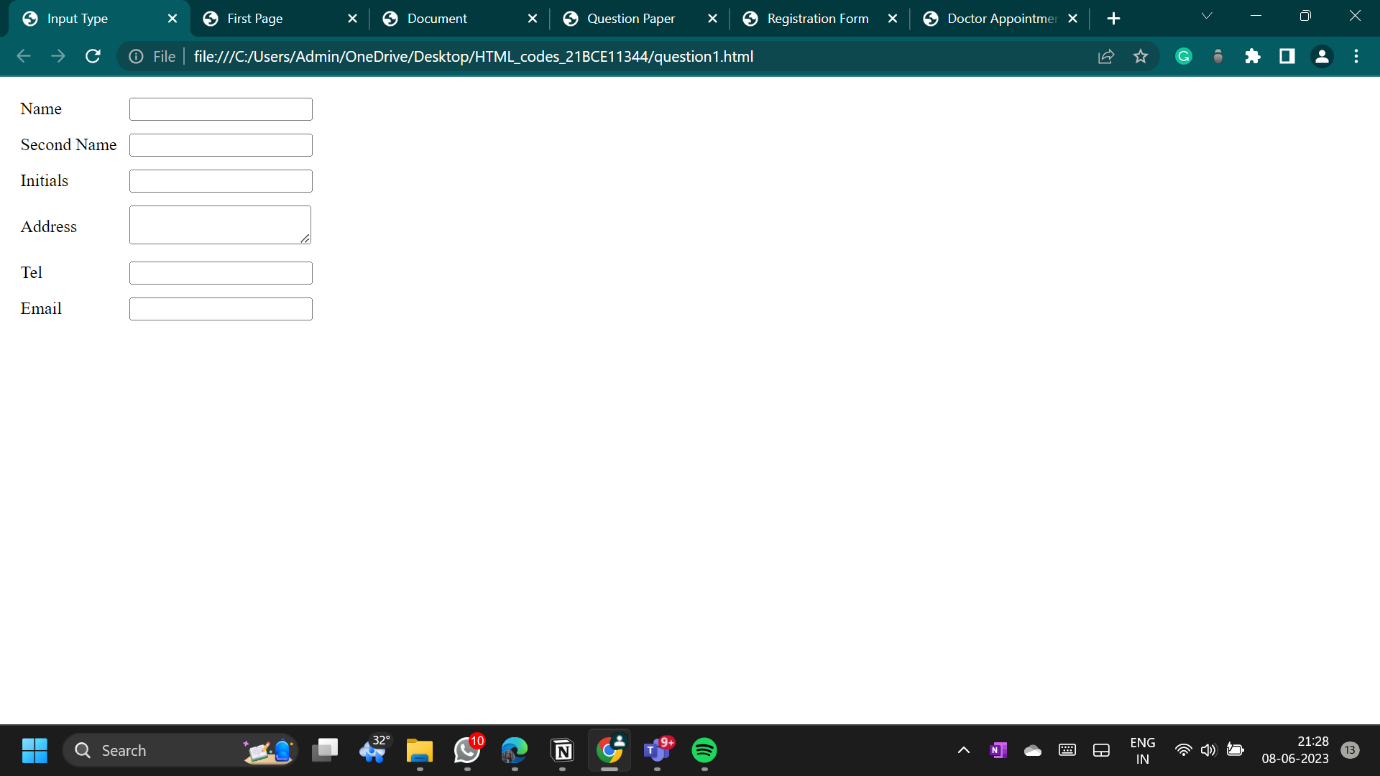 Input Type
First Page
Document
Question Paper
Registration Form
Doctor Appointme
File
file:///C:/Users/Admin/OneDrive/Desktop/HTML_codes_21BCE11344/question1.html
G
Name
Second Name
Initials
Address
Tel
Email
Search
32°
10
N
T
9+
N
ENG
IN
21:28
08-06-2023
13